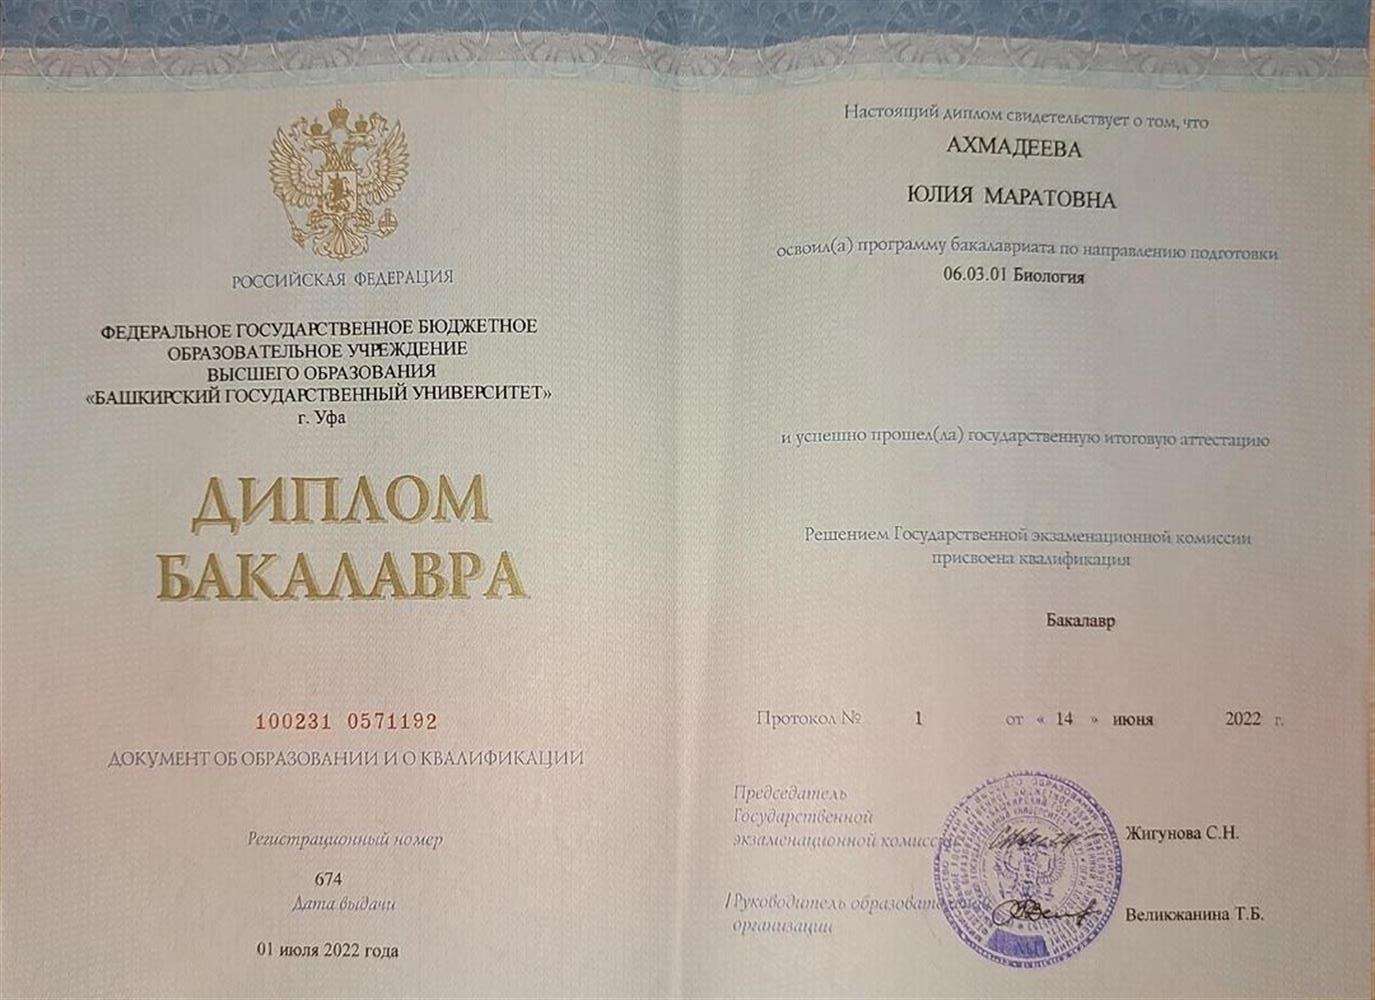 РОССИЙСКАЯ ФЕДЕРАЦИЯ
ФЕДЕРАЛЬНОЕ ГОСУДАРСТВЕННОЕ БЮДЖЕТНОЕ
ОБРАЗОВАТЕЛЬНОЕ УЧРЕЖДЕНИЕ
ВЫСШЕГО ОБРАЗОВАНИЯ
«БАШКИРСКИЙ ГОСУДАРСТВЕННЫЙ УНИВЕРСИТЕТ»
г. Уфа
ДИПЛОМ
БАКАЛАВРА
100231 0571192
ДОКУМЕНТ ОБ ОБРАЗОВАНИИ И О КВАЛИФИКАЦИИ
Регистрационный номер
674
Дата выдачи
01 июля 2022 года
Настоящий диплом свидетельствует о том, что
АХМАДЕЕВА
ЮЛИЯ МАРАТОВНА
освоил(а) программу бакалавриата по направлению подготовки
06.03.01 Биология
и успешно прошел(ла) государственную итоговую аттестацию
Решением Государственной экзаменационной комиссии
присвоена квалификация
Бакалавр
Протокол № 1 от « 14 » июня 2022 г.
Председатель
Государственной
экзаменационной комисс
Жигунова С.Н.
Руководитель образоват
организации
Великжанина Т.Б.
М.П.